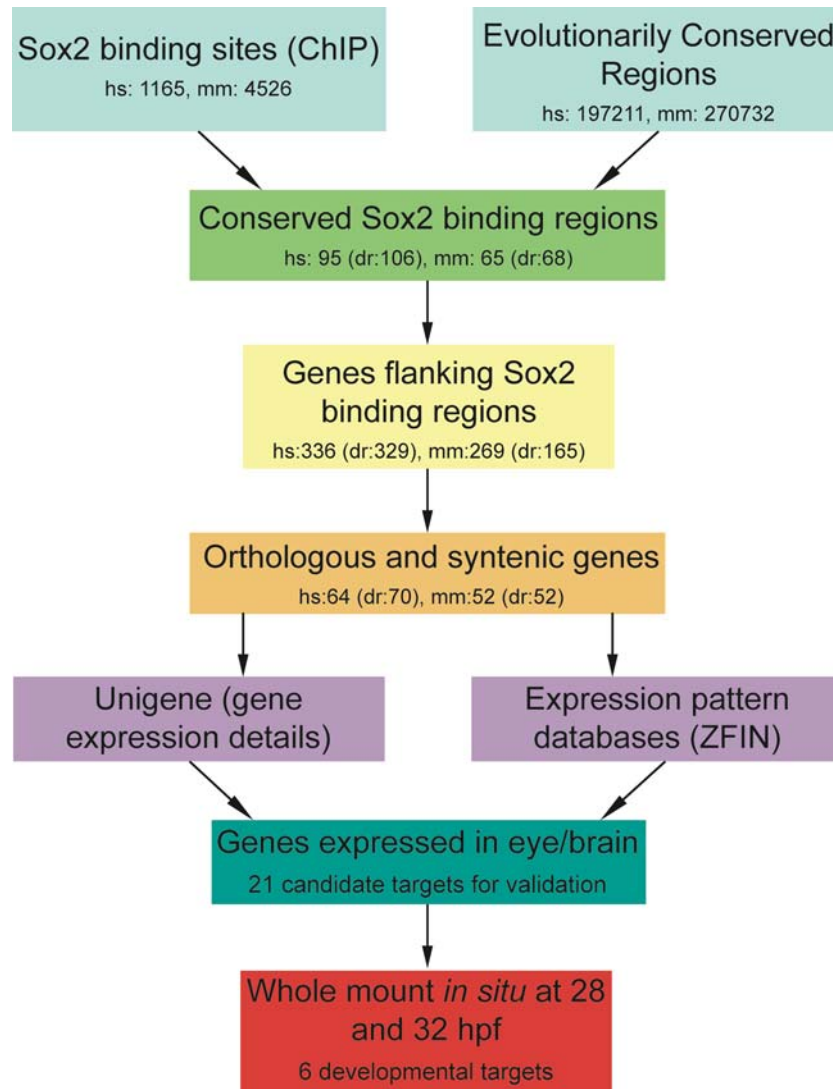 Sox2 binding sites (ChIP)
hs: 1165, mm: 4526
Evolutionarily Conserved
Regions
hs: 197211, mm: 270732
Conserved Sox2 binding regions
hs: 95 (dr:106), mm: 65 (dr:68)
Genes flanking Sox2
binding regions
hs:336 (dr:329), mm:269 (dr:165)
Orthologous and syntenic genes
hs:64 (dr:70), mm:52 (dr:52)
Unigene (gene
expression details)
Expression pattern
databases (ZFIN)
Genes expressed in eye/brain
21 candidate targets for validation
Whole mount in situ at 28
and 32 hpf
6 developmental targets